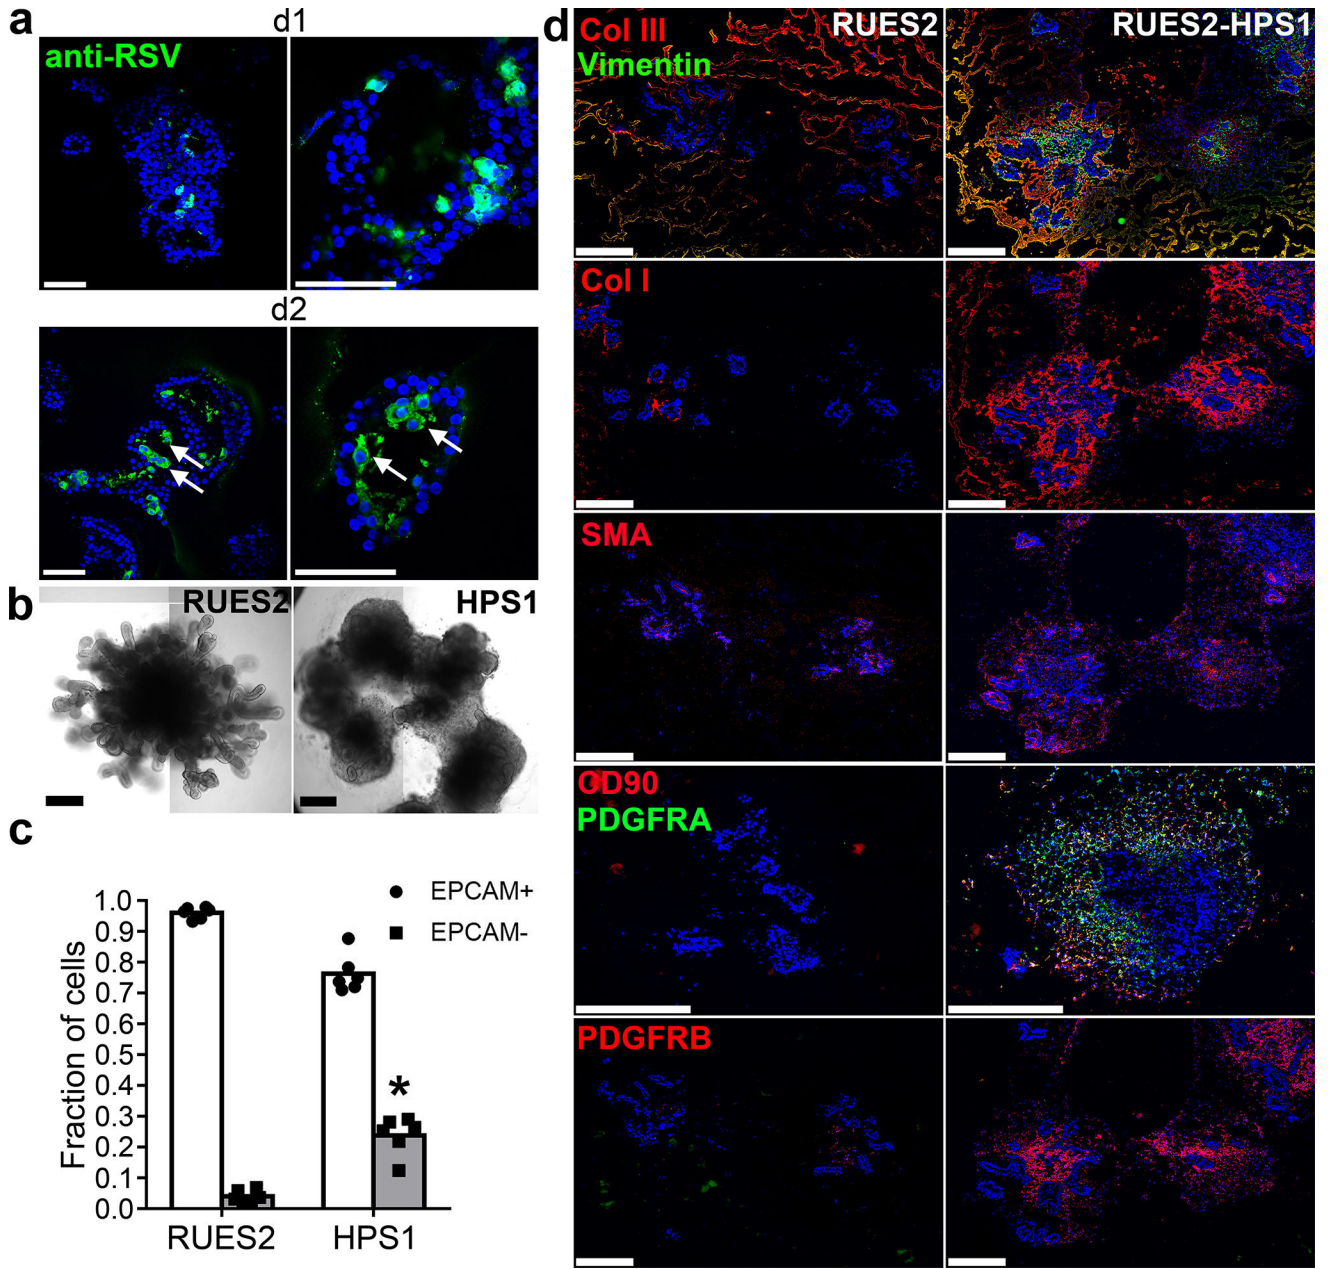 a
d1
anti-RSV
d2
b
RUES2
HPS1
c
EPCAM+
EPCAM-
Fraction of cells
1.0
0.9
0.8
0.7
0.6
0.5
0.4
0.3
0.2
0.1
0.0
*
RUES2
HPS1
d
Col III
Vimentin
RUES2
RUES2-HPS1
Col I
SMA
CD90
PDGFRA
PDGFRB